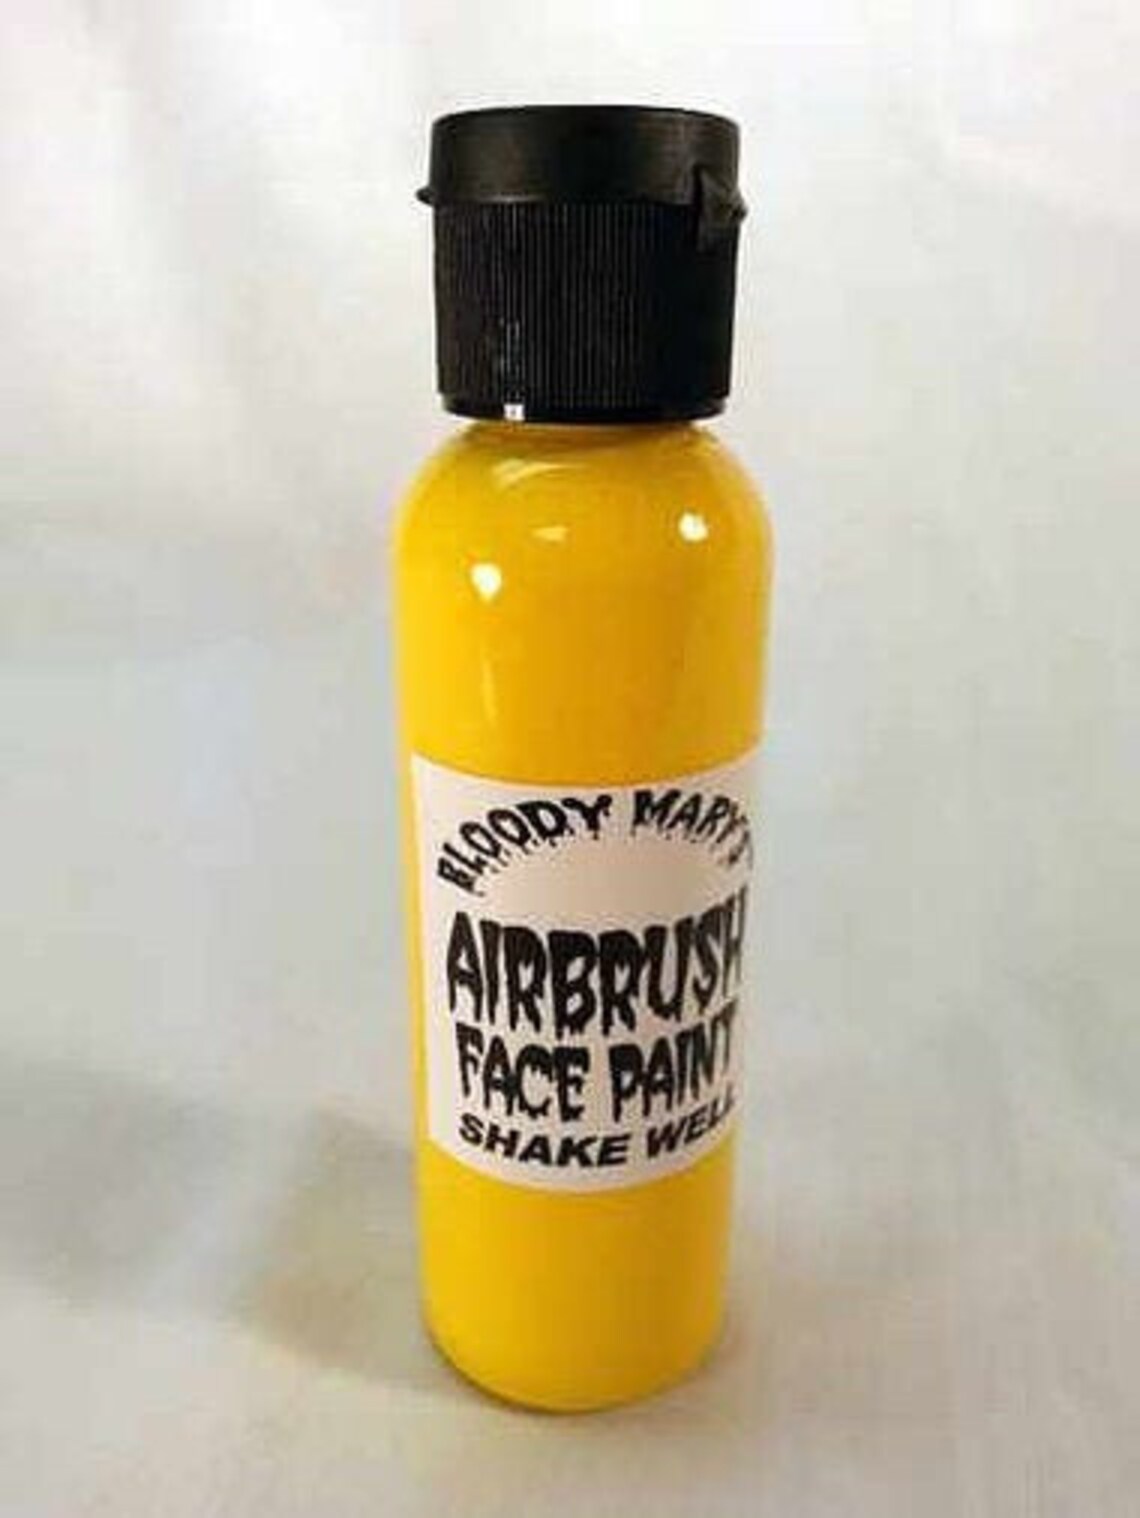 BLOODY MARY'S
AIRBRUSH
FACE PAINT
SHAKE WELL